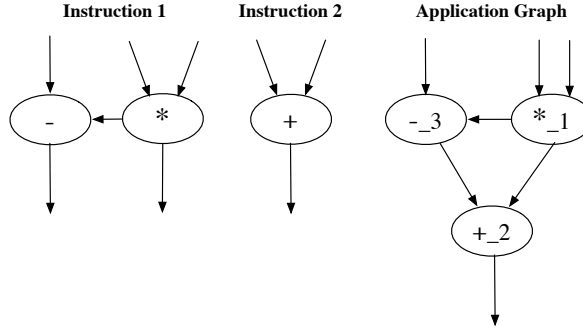 Instruction 1 Instruction 2 Application Graph
- * + -_3 *_1
+_2